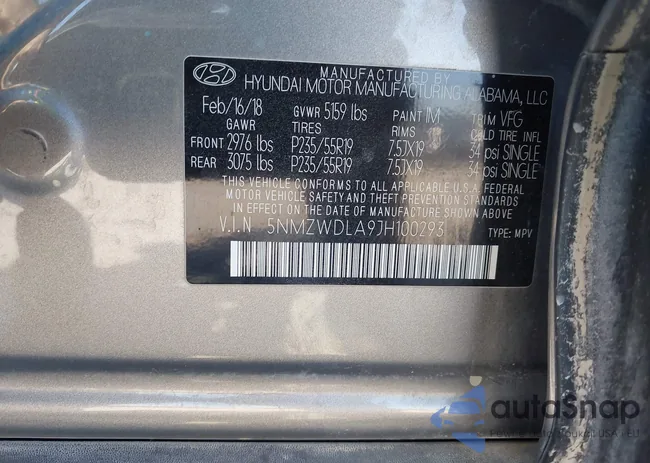 MANUFACTURED BY
HYUNDAI MOTOR MANUFACTURING ALABAMA, LLC
Feb/16/18 GVWR 5159 lbs PAINT 1M TRIM VFG
GAWR TIRES RIMS COLD TIRE INFL
FRONT 2976 lbs P235/55R19 7.5JX19 34 psi SINGLE
REAR 3075 lbs P235/55R19 7.5JX19 34 psi SINGLE
THIS VEHICLE CONFORMS TO ALL APPLICABLE U.S.A. FEDERAL
MOTOR VEHICLE SAFETY AND THEFT PREVENTION STANDARDS
IN EFFECT ON THE DATE OF MANUFACTURE SHOWN ABOVE.
V.I.N 5NMZWDLA9JH100293 TYPE: MPV
autoSnap
USA - EU